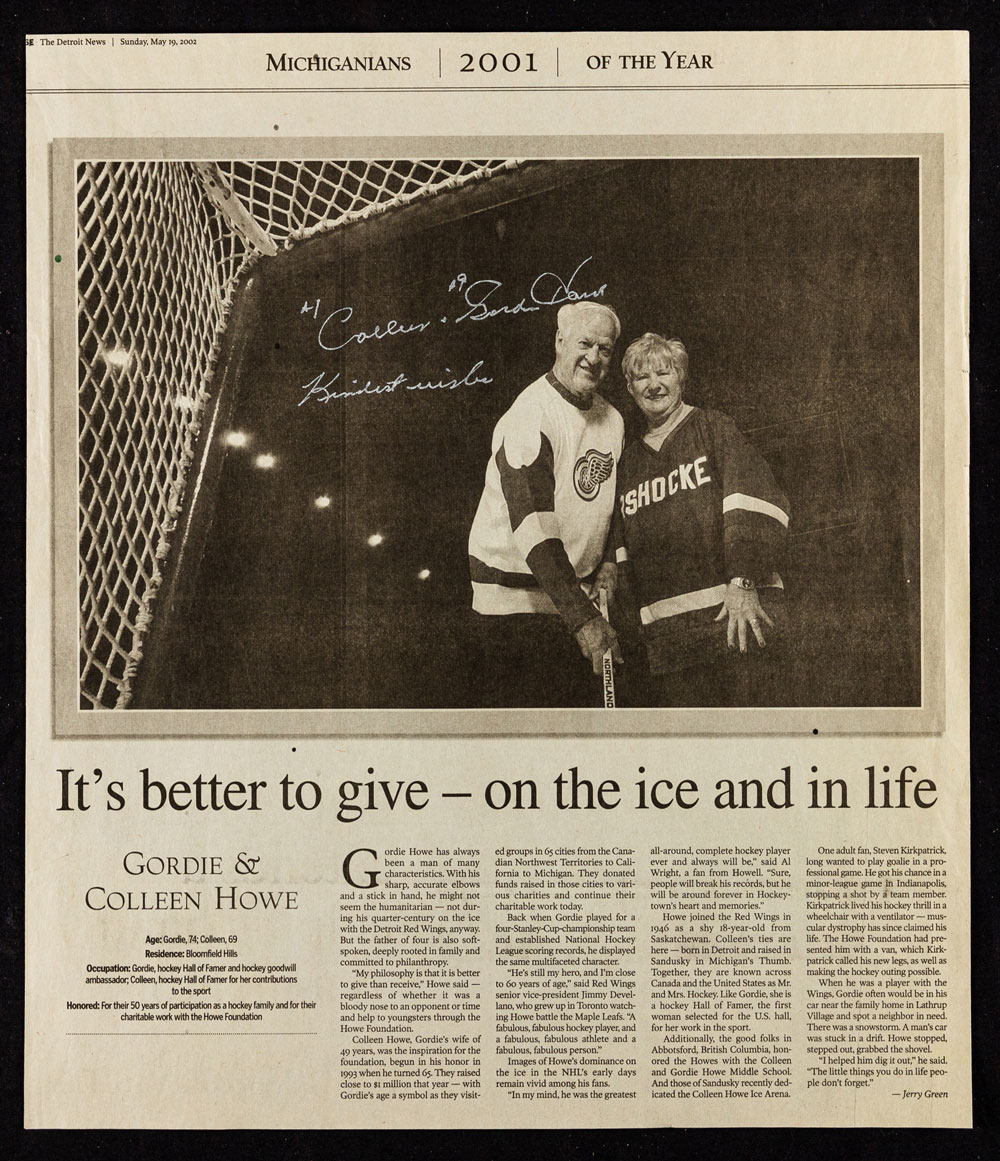 The Detroit News | Sunday, May 19, 2002
MICHIGANIANS | 2001 | OF THE YEAR
#1 Colleen & #9 Gordie Howe
Kindest wishes
SHOCKE
NORTHLAND
It's better to give – on the ice and in life
GORDIE &
COLLEEN HOWE
Age: Gordie, 74; Colleen, 69
Residence: Bloomfield Hills
Occupation: Gordie, hockey Hall of Famer and hockey goodwill
ambassador; Colleen, hockey Hall of Famer for her contributions
to the sport
Honored: For their 50 years of participation as a hockey family and for their
charitable work with the Howe Foundation
Gordie Howe has always
been a man of many
characteristics. With his
sharp, accurate elbows
and a stick in hand, he might not
seem the humanitarian — not dur-
ing his quarter-century on the ice
with the Detroit Red Wings, anyway.
But the father of four is also soft-
spoken, deeply rooted in family and
committed to philanthropy.
"My philosophy is that it is better
to give than receive," Howe said —
regardless of whether it was a
bloody nose to an opponent or time
and help to youngsters through the
Howe Foundation.
Colleen Howe, Gordie's wife of
49 years, was the inspiration for the
foundation, begun in his honor in
1993 when he turned 65. They raised
close to $1 million that year — with
Gordie's age a symbol as they visit-
ed groups in 65 cities from the Cana-
dian Northwest Territories to Cali-
fornia to Michigan. They donated
funds raised in those cities to vari-
ous charities and continue their
charitable work today.
Back when Gordie played for a
four-Stanley-Cup-championship team
and established National Hockey
League scoring records, he displayed
the same multifaceted character.
"He's still my hero, and I'm close
to 60 years of age," said Red Wings
senior vice-president Jimmy Devel-
lano, who grew up in Toronto watch-
ing Howe battle the Maple Leafs. "A
fabulous, fabulous hockey player, and
a fabulous, fabulous athlete and a
fabulous, fabulous person."
Images of Howe's dominance on
the ice in the NHL's early days
remain vivid among his fans.
"In my mind, he was the greatest
all-around, complete hockey player
ever and always will be," said Al
Wright, a fan from Howell. "Sure,
people will break his records, but he
will be around forever in Hockey-
town's heart and memories."
Howe joined the Red Wings in
1946 as a shy 18-year-old from
Saskatchewan. Colleen's ties are
here — born in Detroit and raised in
Sandusky in Michigan's Thumb.
Together, they are known across
Canada and the United States as Mr.
and Mrs. Hockey. Like Gordie, she is
a hockey Hall of Famer, the first
woman selected for the U.S. hall,
for her work in the sport.
Additionally, the good folks in
Abbotsford, British Columbia, hon-
ored the Howes with the Colleen
and Gordie Howe Middle School.
And those of Sandusky recently ded-
icated the Colleen Howe Ice Arena.
One adult fan, Steven Kirkpatrick,
long wanted to play goalie in a pro-
fessional game. He got his chance in a
minor-league game in Indianapolis,
stopping a shot by a team member.
Kirkpatrick lived his hockey thrill in a
wheelchair with a ventilator — mus-
cular dystrophy has since claimed his
life. The Howe Foundation had pre-
sented him with a van, which Kirk-
patrick called his new legs, as well as
making the hockey outing possible.
When he was a player with the
Wings, Gordie often would be in his
car near the family home in Lathrup
Village and spot a neighbor in need.
There was a snowstorm. A man's car
was stuck in a drift. Howe stopped,
stepped out, grabbed the shovel.
"I helped him dig it out," he said.
"The little things you do in life peo-
ple don't forget."
— Jerry Green